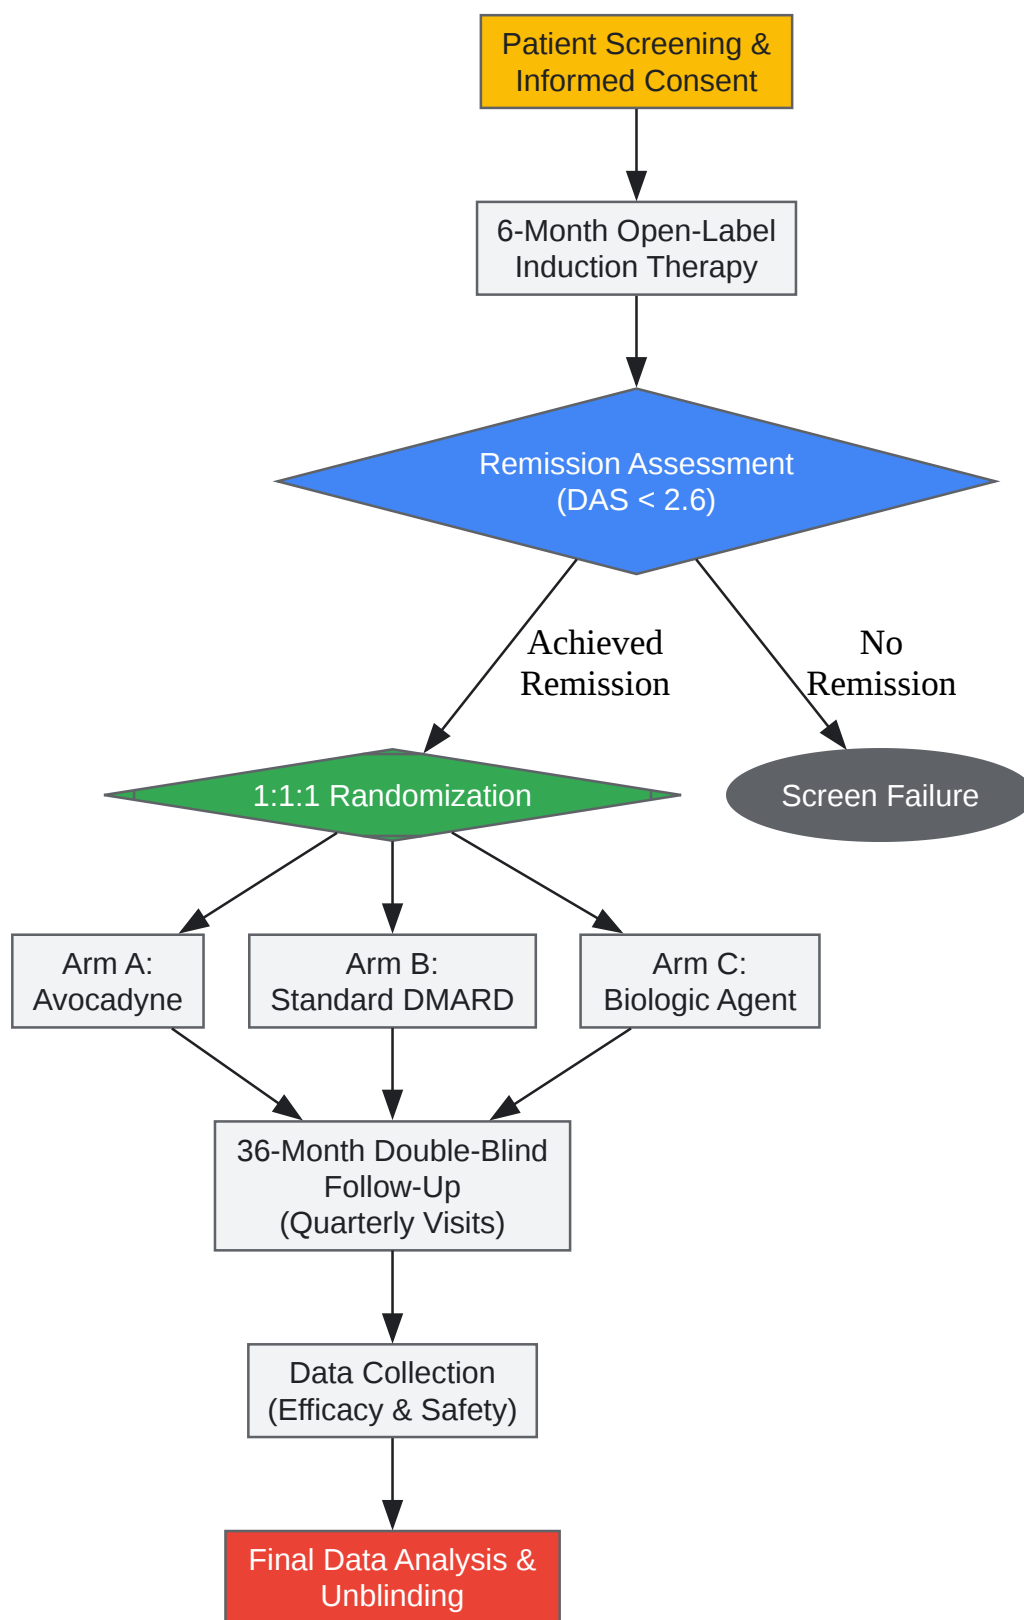 Patient Screening &
Informed Consent
6-Month Open-Label
Induction Therapy
Remission Assessment
(DAS < 2.6)
Achieved
Remission
No
Remission
1:1:1 Randomization
Screen Failure
Arm A:
Avocadyne
Arm B:
Standard DMARD
Arm C:
Biologic Agent
36-Month Double-Blind
Follow-Up
(Quarterly Visits)
Data Collection
(Efficacy & Safety)
Final Data Analysis &
Unblinding